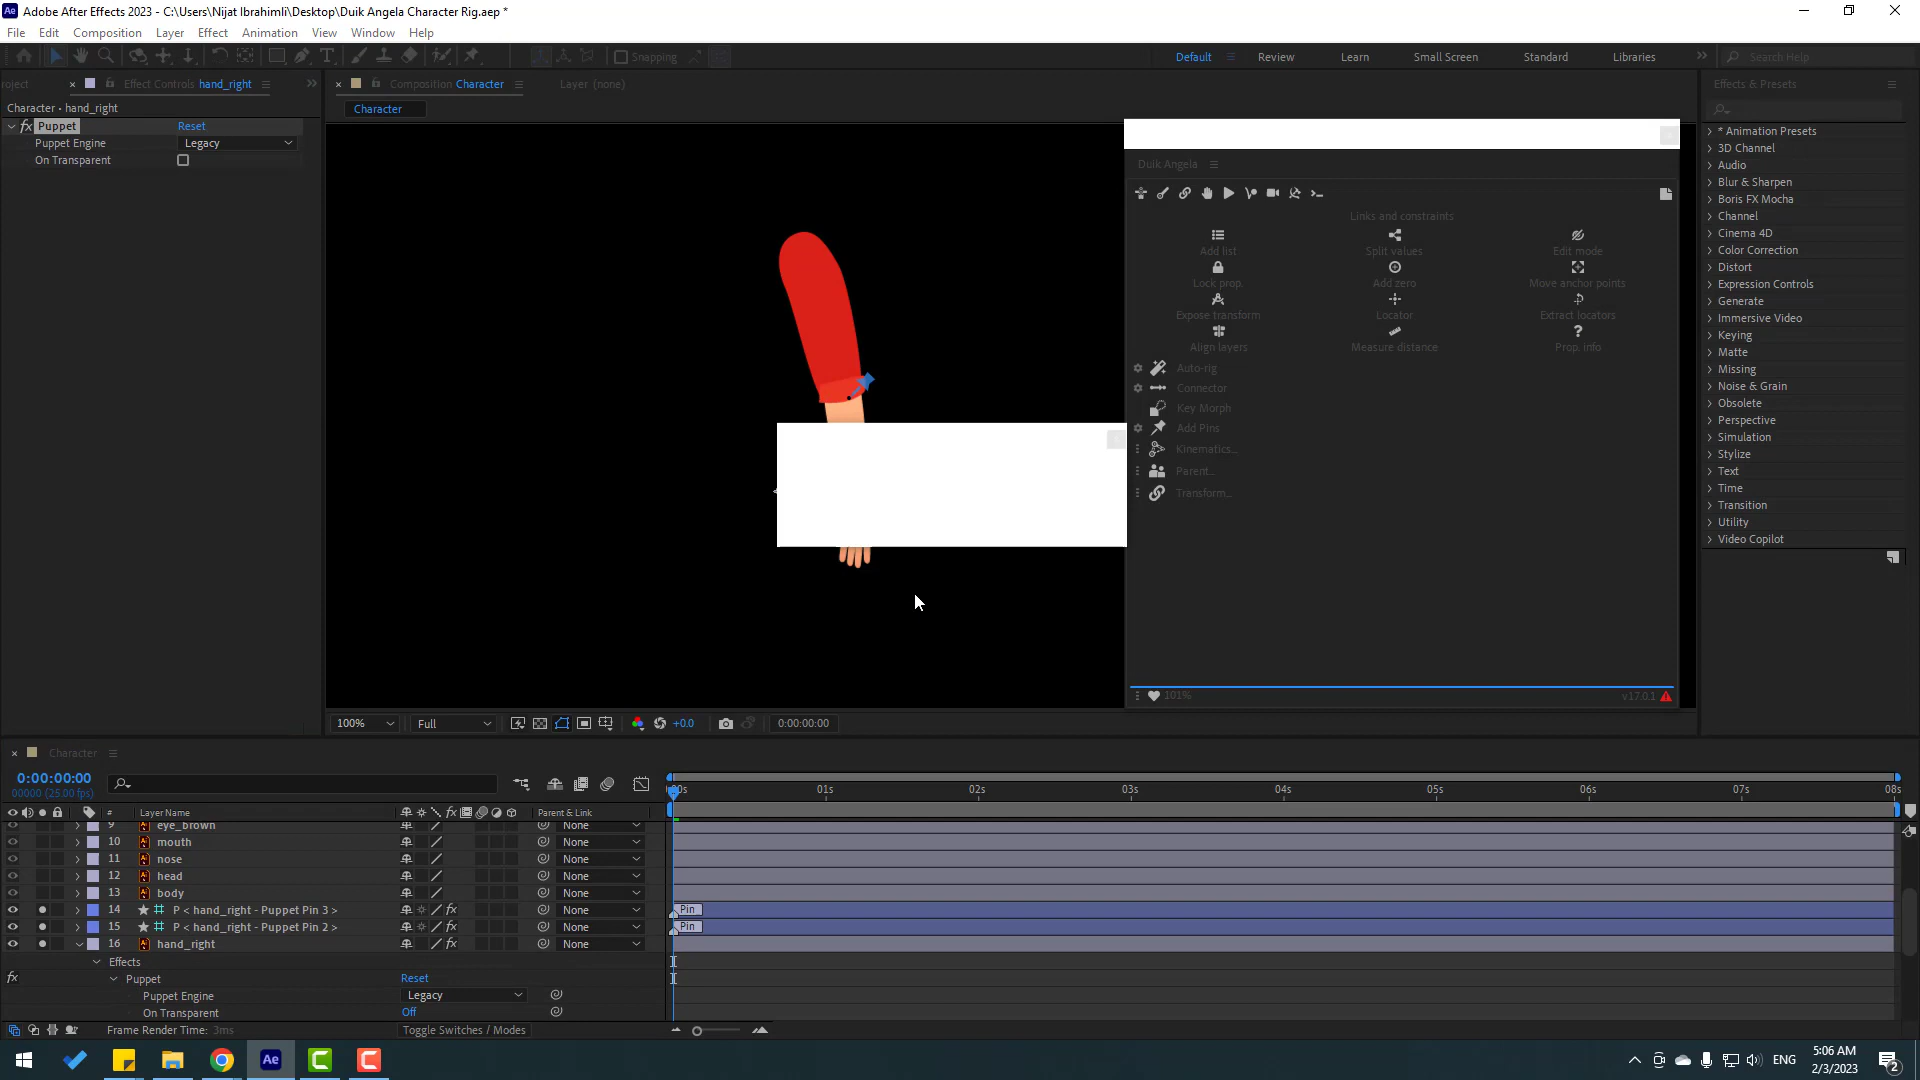 Adobe After Effects 2023 - C:\Users\Nijat Ibrahimli\Desktop\Duik Angela Character Rig.aep *
File Edit Composition Layer Effect Animation View Window Help
Snapping
Default Review Learn Small Screen Standard Libraries Search Help
roject Effect Controls hand_right
Composition Character Layer (none)
Effects & Presets
Character • hand_right
Character
fx Puppet Reset
Puppet Engine Legacy
On Transparent
Duik Angela
Links and constraints
Add list Split values Edit mode
Lock prop. Add zero Move anchor points
Expose transform Locator Extract locators
Align layers Measure distance Prop. info
Auto-rig
Connector
Key Morph
Add Pins
Kinematics...
Parent...
Transform...
101% v17.0.1
* Animation Presets
3D Channel
Audio
Blur & Sharpen
Boris FX Mocha
Channel
Cinema 4D
Color Correction
Distort
Expression Controls
Generate
Immersive Video
Keying
Matte
Missing
Noise & Grain
Obsolete
Perspective
Simulation
Stylize
Text
Time
Transition
Utility
Video Copilot
100% Full +0.0 0:00:00:00
Character
0:00:00:00
00000 (25.00 fps)
:00s 01s 02s 03s 04s 05s 06s 07s 08s
# Layer Name fx Parent & Link
9 eye_brown None
10 mouth None
11 nose None
12 head None
13 body None
14 P < hand_right - Puppet Pin 3 > fx None Pin
15 P < hand_right - Puppet Pin 2 > fx None Pin
16 hand_right fx None
Effects
fx Puppet Reset
Puppet Engine Legacy
On Transparent Off
Frame Render Time: 3ms Toggle Switches / Modes
Ae
ENG
5:06 AM
2/3/2023
2